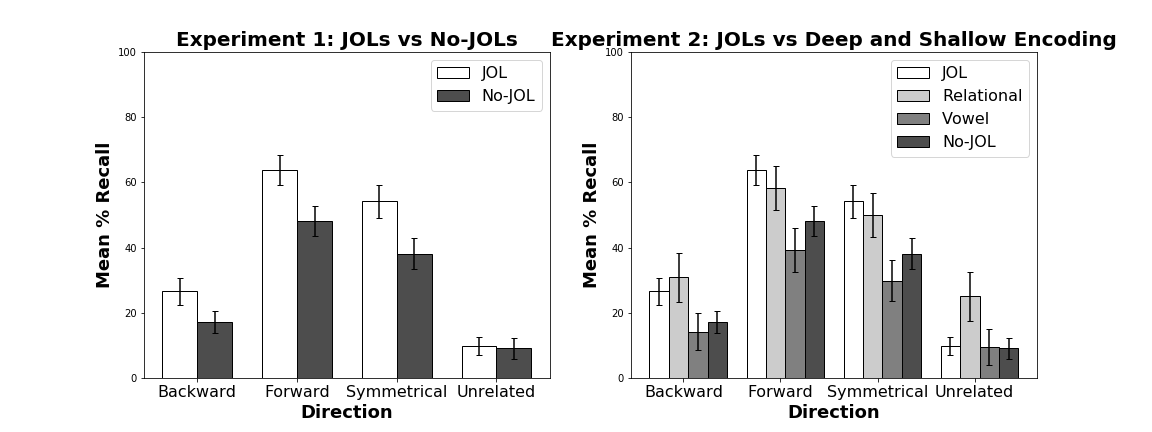 Experiment 1: JOLs vs No-JOLs
100
80
60
40
20
0
Mean % Recall
JOL
No-JOL
Backward
Forward
Symmetrical
Unrelated
Direction
Experiment 2: JOLs vs Deep and Shallow Encoding
100
80
60
40
20
0
Mean % Recall
JOL
Relational
Vowel
No-JOL
Backward
Forward
Symmetrical
Unrelated
Direction